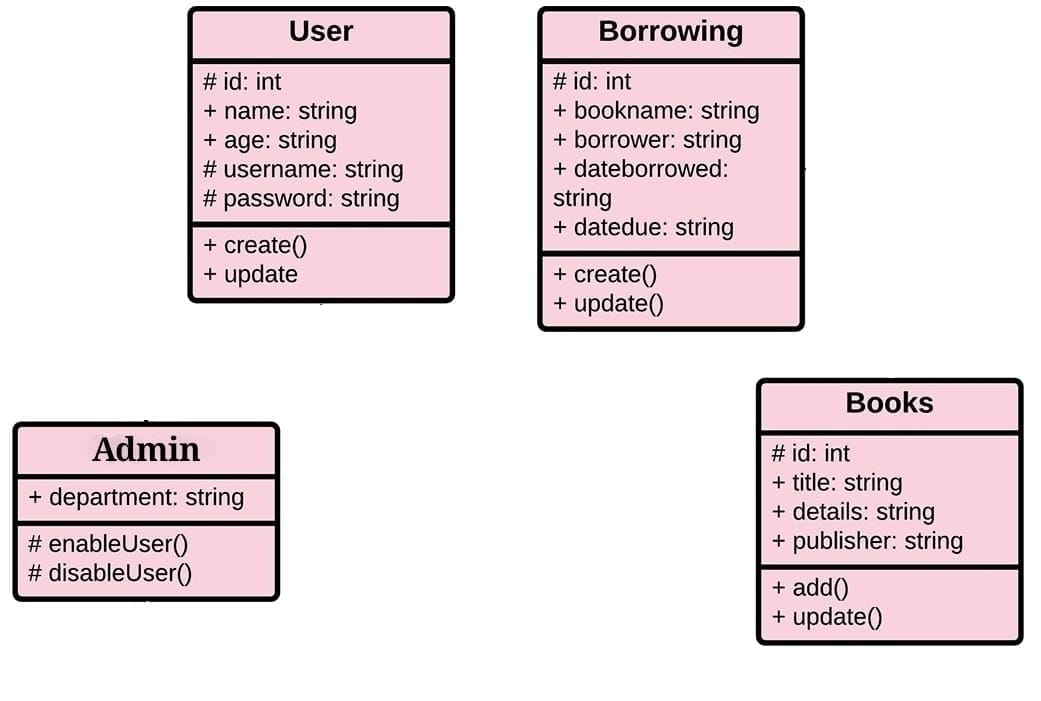 User
# id: int
+ name: string
+ age: string
# username: string
# password: string
+ create()
+ update
Borrowing
# id: int
+ bookname: string
+ borrower: string
+ dateborrowed:
string
+ datedue: string
+ create()
+ update()
Admin
+ department: string
# enableUser()
# disableUser()
Books
# id: int
+ title: string
+ details: string
+ publisher: string
+ add()
+ update()